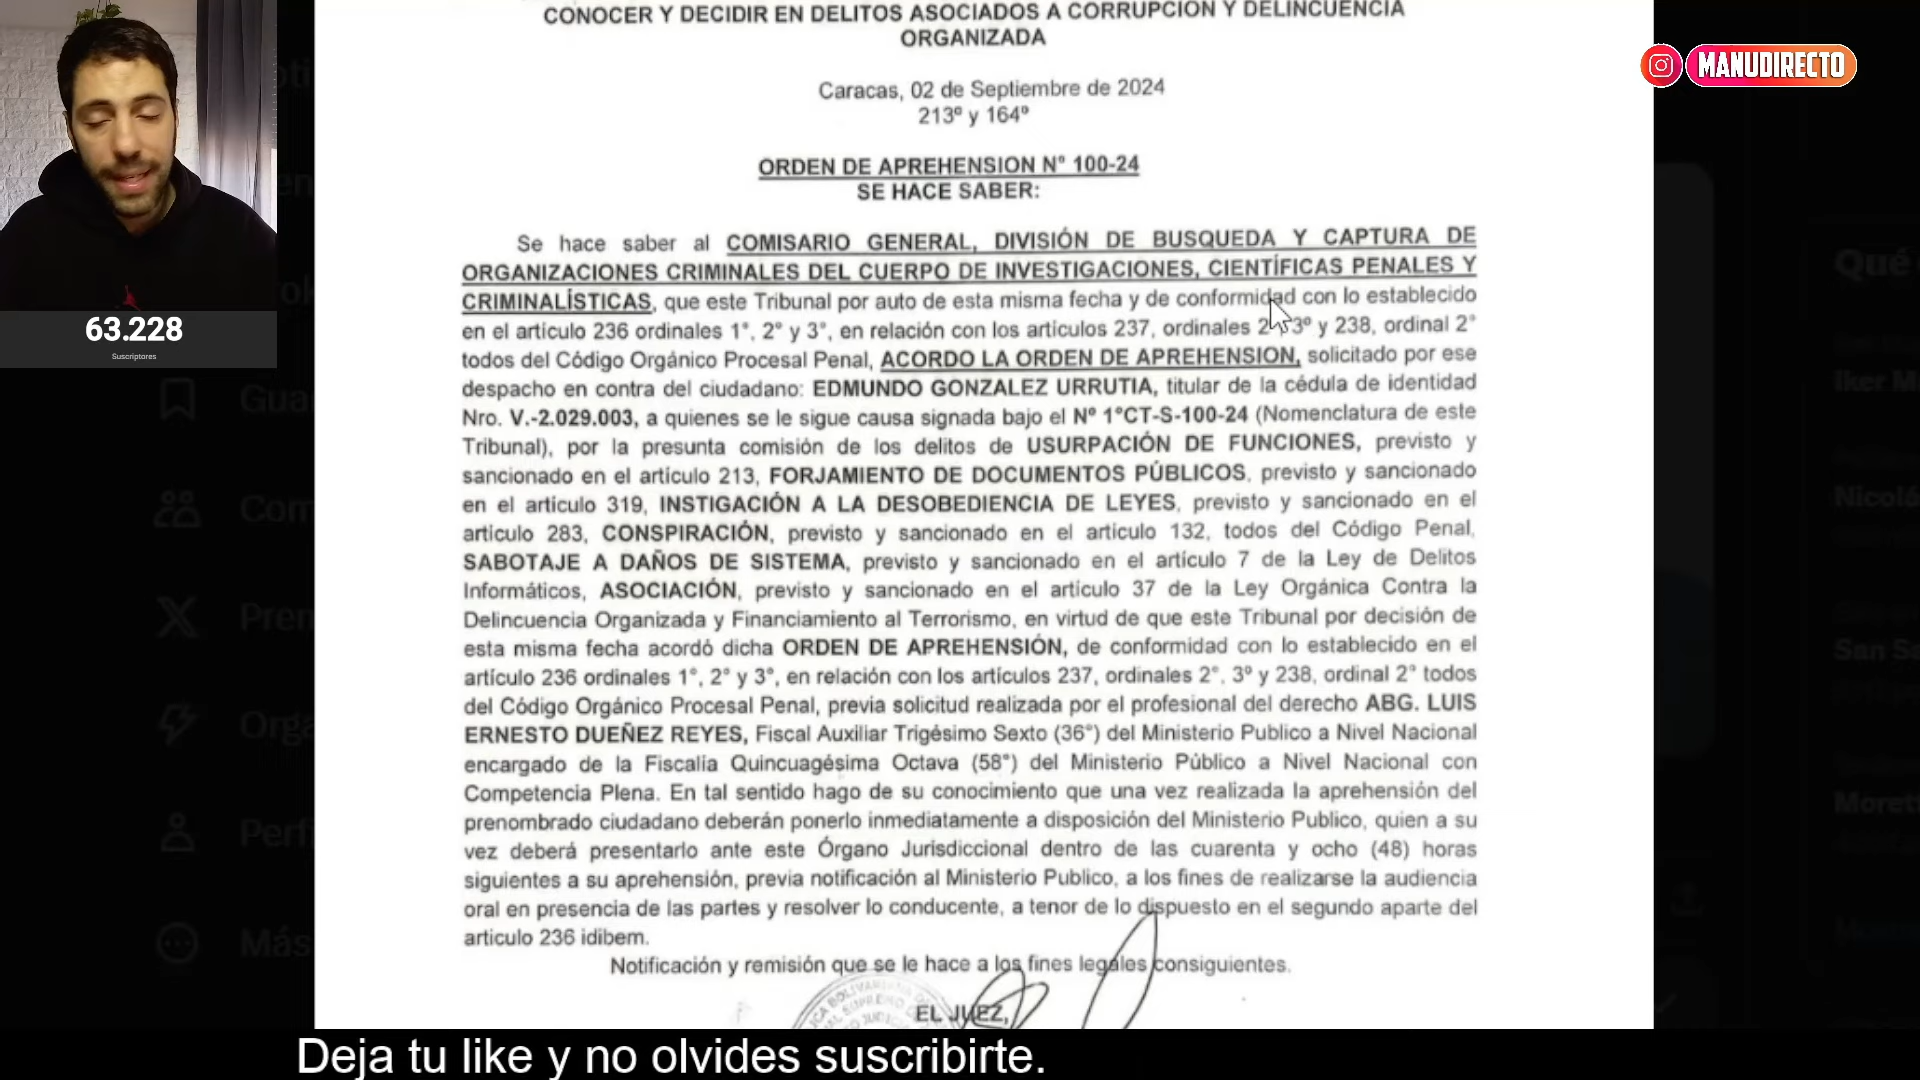 CONOCER Y DECIDIR EN DELITOS ASOCIADOS A CORRUPCION Y DELINCUENCIA
ORGANIZADA
MANUDIRECTO
Caracas, 02 de Septiembre de 2024
213º y 164º
ORDEN DE APREHENSION N° 100-24
SE HACE SABER:
Se hace saber al COMISARIO GENERAL, DIVISIÓN DE BUSQUEDA Y CAPTURA DE
ORGANIZACIONES CRIMINALES DEL CUERPO DE INVESTIGACIONES, CIENTÍFICAS PENALES Y
CRIMINALÍSTICAS, que este Tribunal por auto de esta misma fecha y de conformidad con lo establecido
en el artículo 236 ordinales 1°, 2° y 3°, en relación con los artículos 237, ordinales 2 3º y 238, ordinal 2°
todos del Código Orgánico Procesal Penal, ACORDO LA ORDEN DE APREHENSION, solicitado por ese
despacho en contra del ciudadano: EDMUNDO GONZALEZ URRUTIA, titular de la cédula de identidad
Nro. V.-2.029.003, a quienes se le sigue causa signada bajo el Nº 1°CT-S-100-24 (Nomenclatura de este
Tribunal), por la presunta comisión de los delitos de USURPACIÓN DE FUNCIONES, previsto y
sancionado en el artículo 213, FORJAMIENTO DE DOCUMENTOS PÚBLICOS, previsto y sancionado
en el articulo 319, INSTIGACIÓN A LA DESOBEDIENCIA DE LEYES, previsto y sancionado en el
artículo 283, CONSPIRACIÓN, previsto y sancionado en el articulo 132, todos del Código Penal,
SABOTAJE A DAÑOS DE SISTEMA, previsto y sancionado en el artículo 7 de la Ley de Delitos
Informáticos, ASOCIACIÓN, previsto y sancionado en el artículo 37 de la Ley Orgánica Contra la
Delincuencia Organizada y Financiamiento al Terrorismo, en virtud de que este Tribunal por decisión de
esta misma fecha acordó dicha ORDEN DE APREHENSIÓN, de conformidad con lo establecido en el
artículo 236 ordinales 1°, 2° y 3°, en relación con los artículos 237, ordinales 2°, 3º y 238, ordinal 2° todos
del Código Orgánico Procesal Penal, previa solicitud realizada por el profesional del derecho ABG. LUIS
ERNESTO DUEÑEZ REYES, Fiscal Auxiliar Trigésimo Sexto (36°) del Ministerio Publico a Nivel Nacional
encargado de la Fiscalía Quincuagésima Octava (58°) del Ministerio Público a Nivel Nacional con
Competencia Plena. En tal sentido hago de su conocimiento que una vez realizada la aprehensión del
prenombrado ciudadano deberán ponerlo inmediatamente a disposición del Ministerio Publico, quien a su
vez deberá presentarlo ante este Órgano Jurisdiccional dentro de las cuarenta y ocho (48) horas
siguientes a su aprehensión, previa notificación al Ministerio Publico, a los fines de realizarse la audiencia
oral en presencia de las partes y resolver lo conducente, a tenor de lo dispuesto en el segundo aparte del
articulo 236 idibem.
Notificación y remisión que se le hace a los fines legales consiguientes.
EL JUEZ,
63.228
Suscriptores
Gua
Com
Prem
Orga
Perf
Más
Qué
Iker M
Nicolá
San Sa
Moret
Deja tu like y no olvides suscribirte.